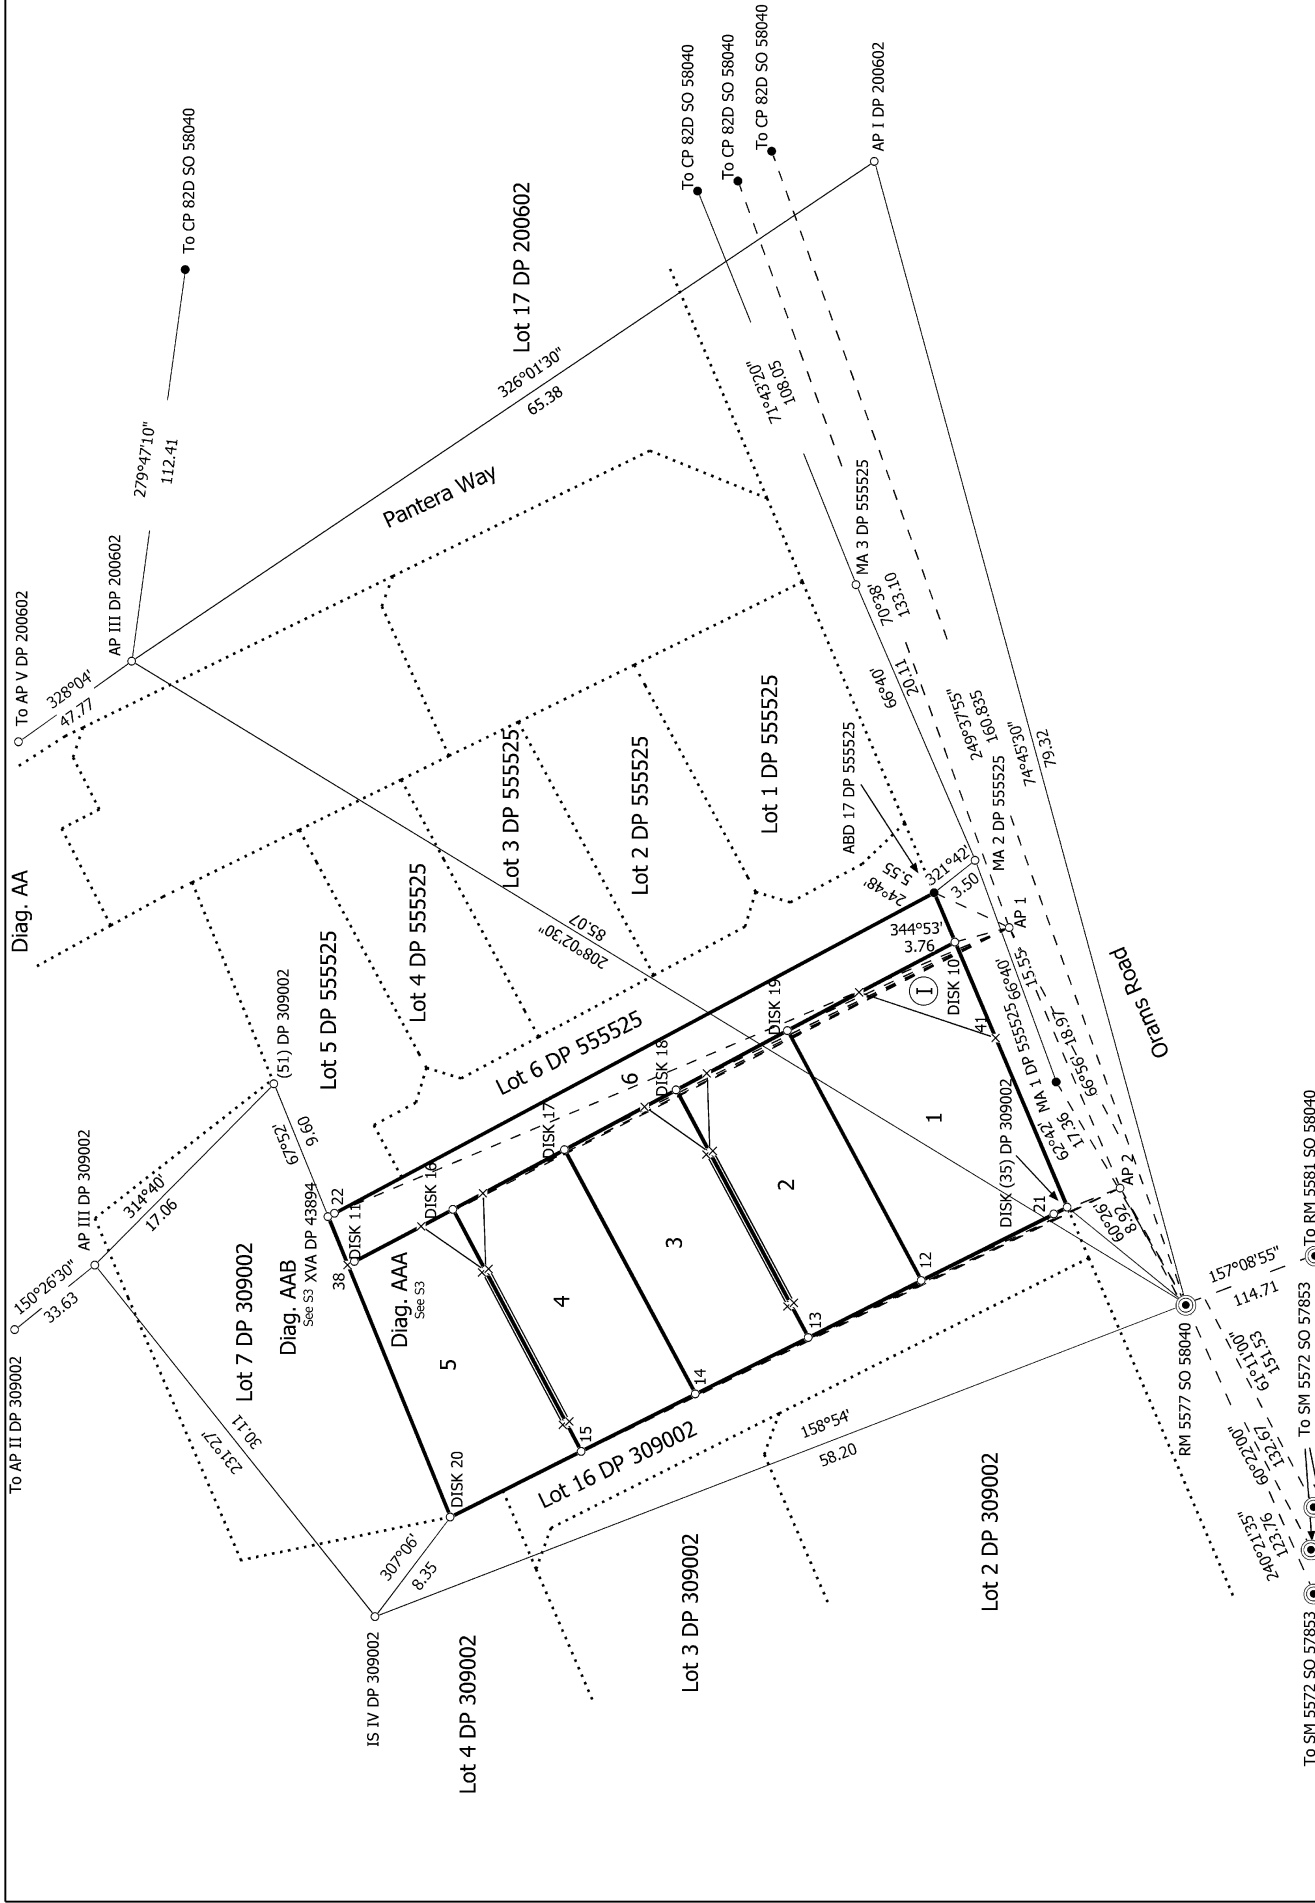 Diag. AA
To AP V DP 200602
328°04'
47.77
AP III DP 200602
279°47'10"
112.41
To CP 82D SO 58040
To AP II DP 309002
150°26'30"
33.63
AP III DP 309002
314°40'
17.06
(51) DP 309002
67°52'
9.60
231°27'
30.11
Lot 7 DP 309002
Diag. AAB
See S3 XVA DP 43894
38
22
DISK 11
Diag. AAA
See S3
Lot 5 DP 555525
Lot 4 DP 555525
Lot 3 DP 555525
Lot 2 DP 555525
Lot 1 DP 555525
Lot 6 DP 555525
Pantera Way
326°01'30"
65.38
Lot 17 DP 200602
To CP 82D SO 58040
To CP 82D SO 58040
To CP 82D SO 58040
AP I DP 200602
71°43'20"
108.05
MA 3 DP 555525
70°38'
133.10
66°40'
20.11
249°37'55"
160.835
74°45'30"
79.32
208°02'30"
85.07
ABD 17 DP 555525
24°48'
5.55
321°42'
3.50
MA 2 DP 555525
344°53'
3.76
AP 1
DISK 10
I
41
66°40'
15.55
MA 1 DP 555525
62°42'
17.36
66°56'
18.97
DISK (35) DP 309002
21
60°26'
8.92
AP 2
Orams Road
DISK 16
DISK 17
6
DISK 18
DISK 19
5
4
3
2
1
15
14
13
12
DISK 20
307°06'
8.35
IS IV DP 309002
Lot 16 DP 309002
158°54'
58.20
Lot 4 DP 309002
Lot 3 DP 309002
Lot 2 DP 309002
RM 5577 SO 58040
157°08'55"
114.71
To RM 5581 SO 58040
61°11'00"
151.53
To SM 5572 SO 57853
60°22'00"
132.67
240°21'35"
123.76
To SM 5572 SO 57853